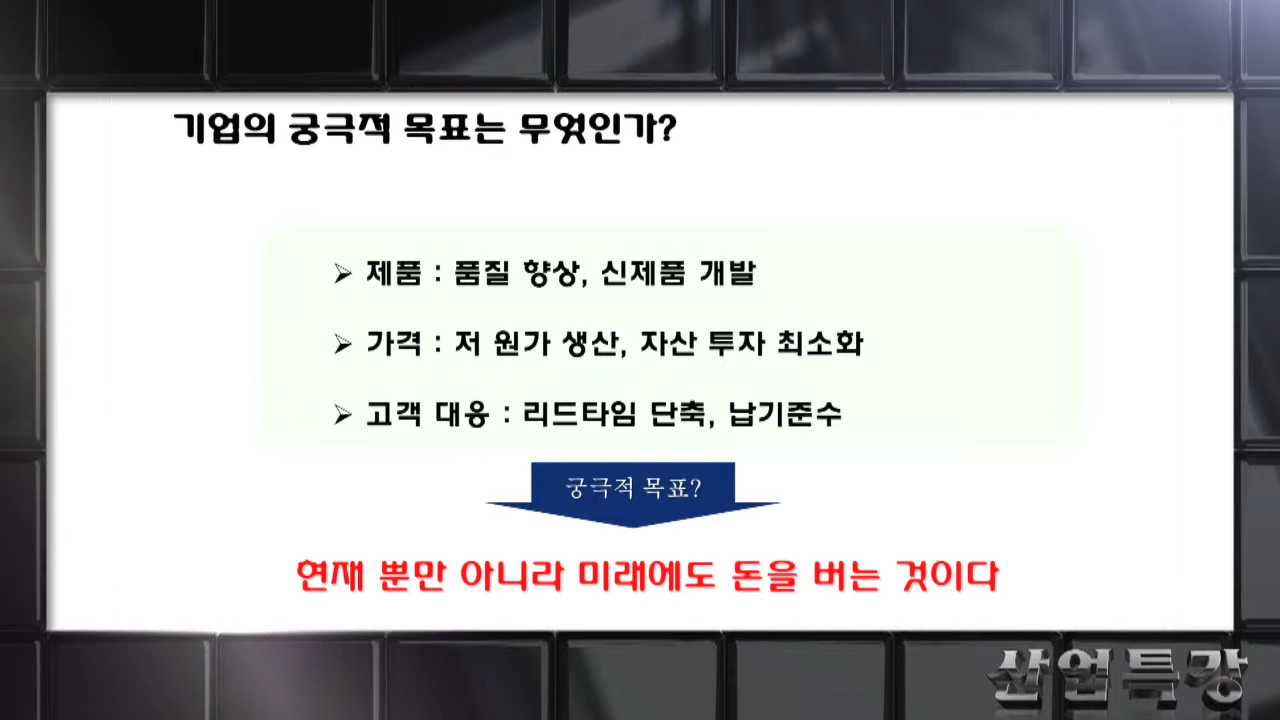 기업의 궁극적 목표는 무엇인가?
➢ 제품 : 품질 향상, 신제품 개발
➢ 가격 : 저 원가 생산, 자산 투자 최소화
➢ 고객 대응 : 리드타임 단축, 납기준수
궁극적 목표?
현재 뿐만 아니라 미래에도 돈을 버는 것이다
산업특강